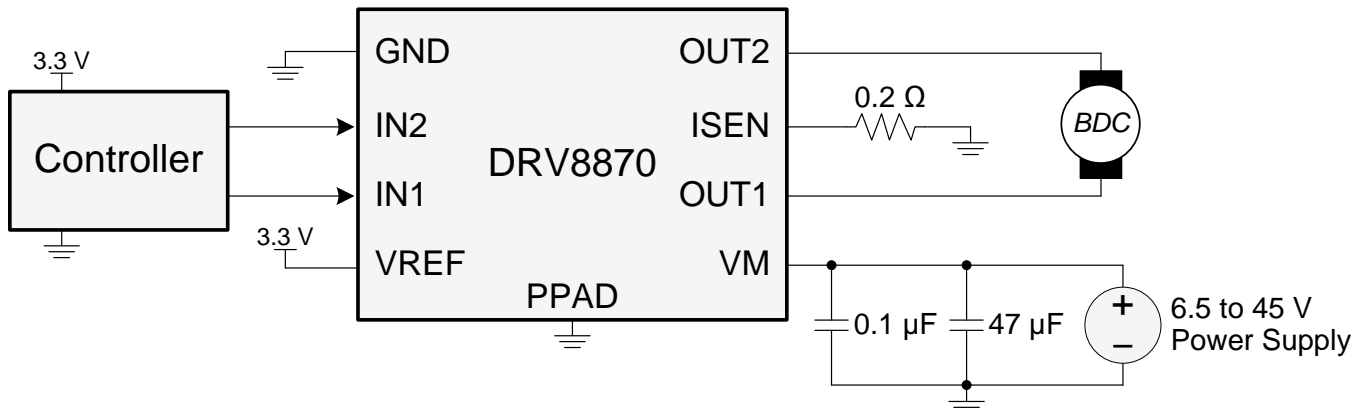 3.3 V
Controller
GND
IN2
IN1
3.3 V
VREF
DRV8870
PPAD
OUT2
ISEN
OUT1
VM
0.2 Ω
BDC
0.1 µF
47 µF
+
–
6.5 to 45 V
Power Supply